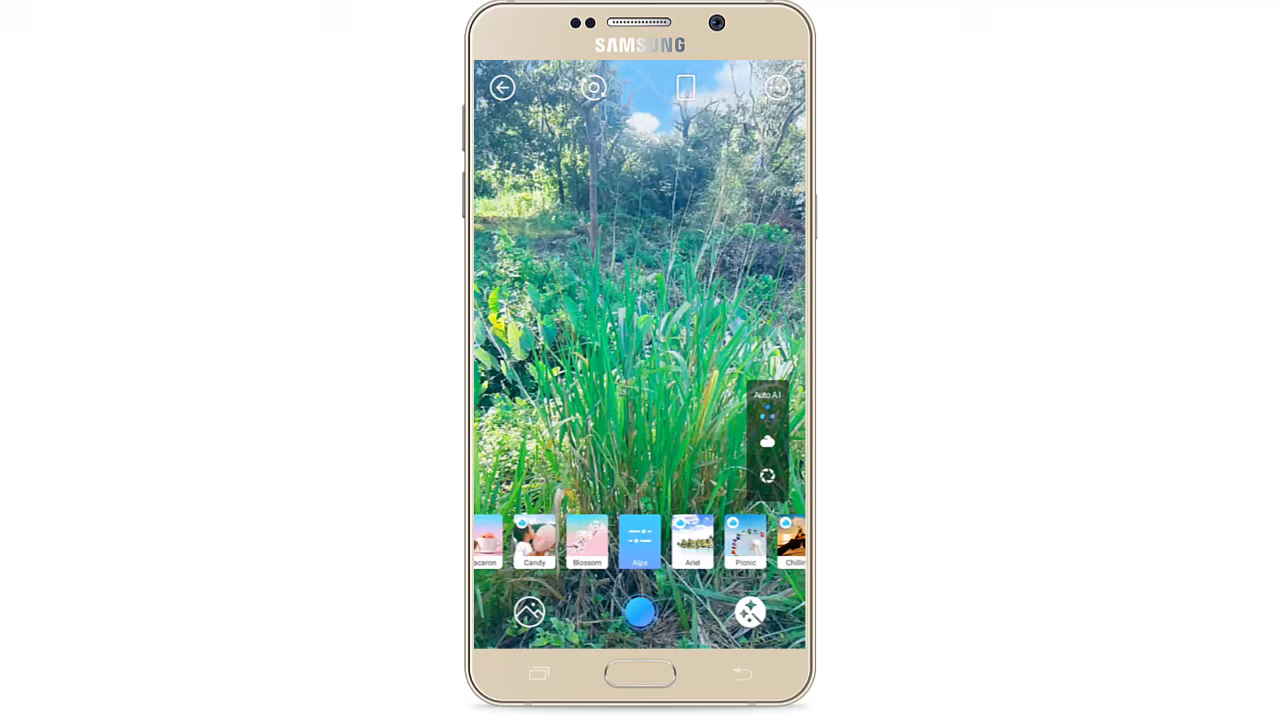 SAMSUNG
Auto A.I
acaron
Candy
Blossom
Alps
Ariel
Picnic
Chillin